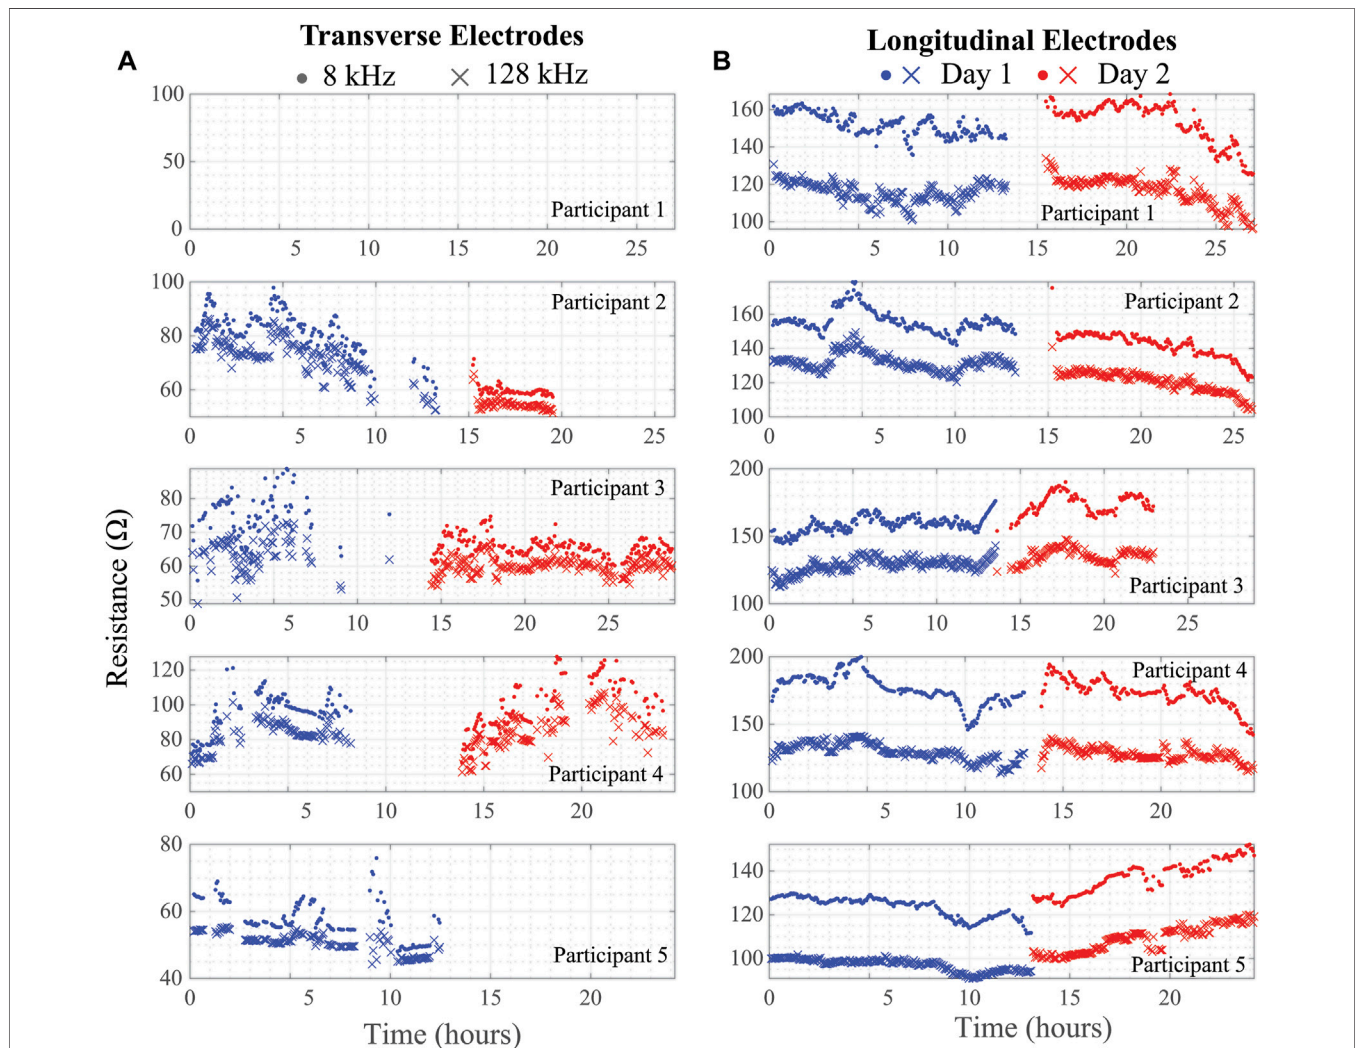 A
Transverse Electrodes
8 kHz 128 kHz
B
Longitudinal Electrodes
Day 1 Day 2
Resistance (Ω)
100
50
0
0 5 10 15 20 25
Participant 1
160
140
120
100
0 5 10 15 20 25
Participant 1
100
80
60
0 5 10 15 20 25
Participant 2
160
140
120
100
0 5 10 15 20 25
Participant 2
80
70
60
50
0 5 10 15 20 25
Participant 3
200
150
100
0 5 10 15 20 25
Participant 3
120
100
80
60
0 5 10 15 20
Participant 4
200
150
100
0 5 10 15 20
Participant 4
80
60
40
0 5 10 15 20
Participant 5
140
120
100
0 5 10 15 20
Participant 5
Time (hours)
Time (hours)